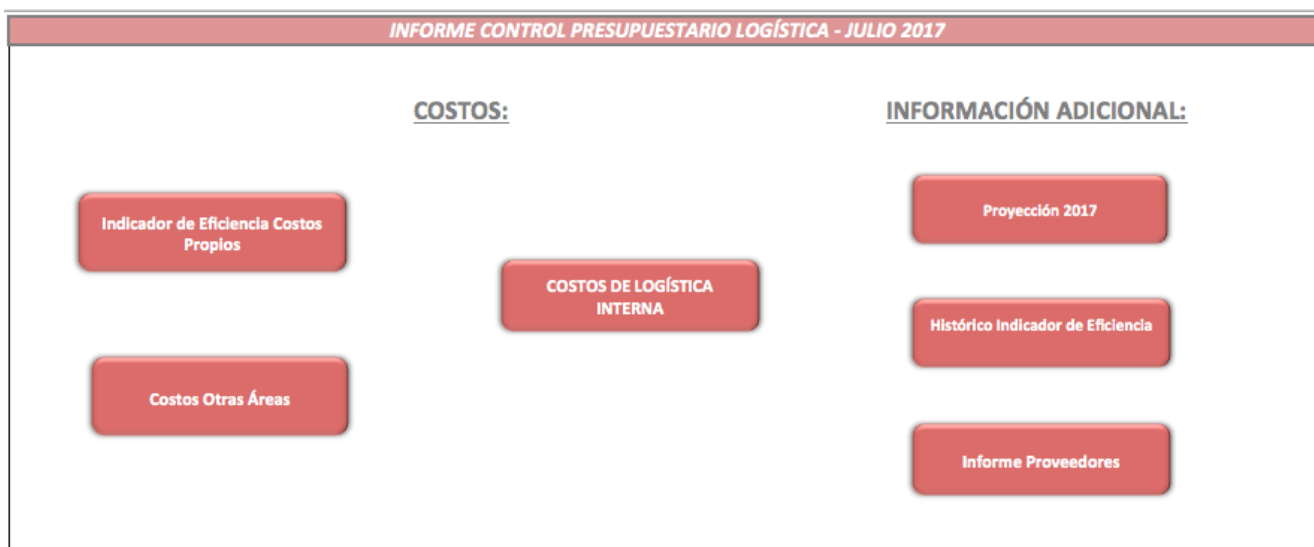 INFORME CONTROL PRESUPUESTARIO LOGÍSTICA - JULIO 2017
COSTOS:
Indicador de Eficiencia Costos
Propios
COSTOS DE LOGÍSTICA
INTERNA
Costos Otras Áreas
INFORMACIÓN ADICIONAL:
Proyección 2017
Histórico Indicador de Eficiencia
Informe Proveedores